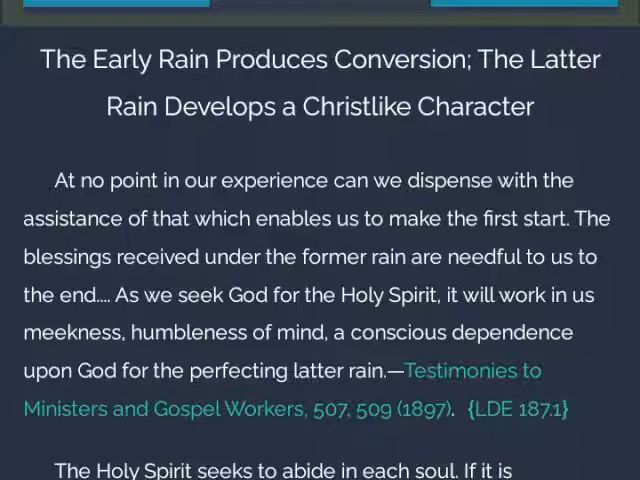 The Early Rain Produces Conversion; The Latter
Rain Develops a Christlike Character
At no point in our experience can we dispense with the
assistance of that which enables us to make the first start. The
blessings received under the former rain are needful to us to
the end.... As we seek God for the Holy Spirit, it will work in us
meekness, humbleness of mind, a conscious dependence
upon God for the perfecting latter rain.—Testimonies to
Ministers and Gospel Workers, 507, 509 (1897). {LDE 187.1}
The Holy Spirit seeks to abide in each soul. If it is